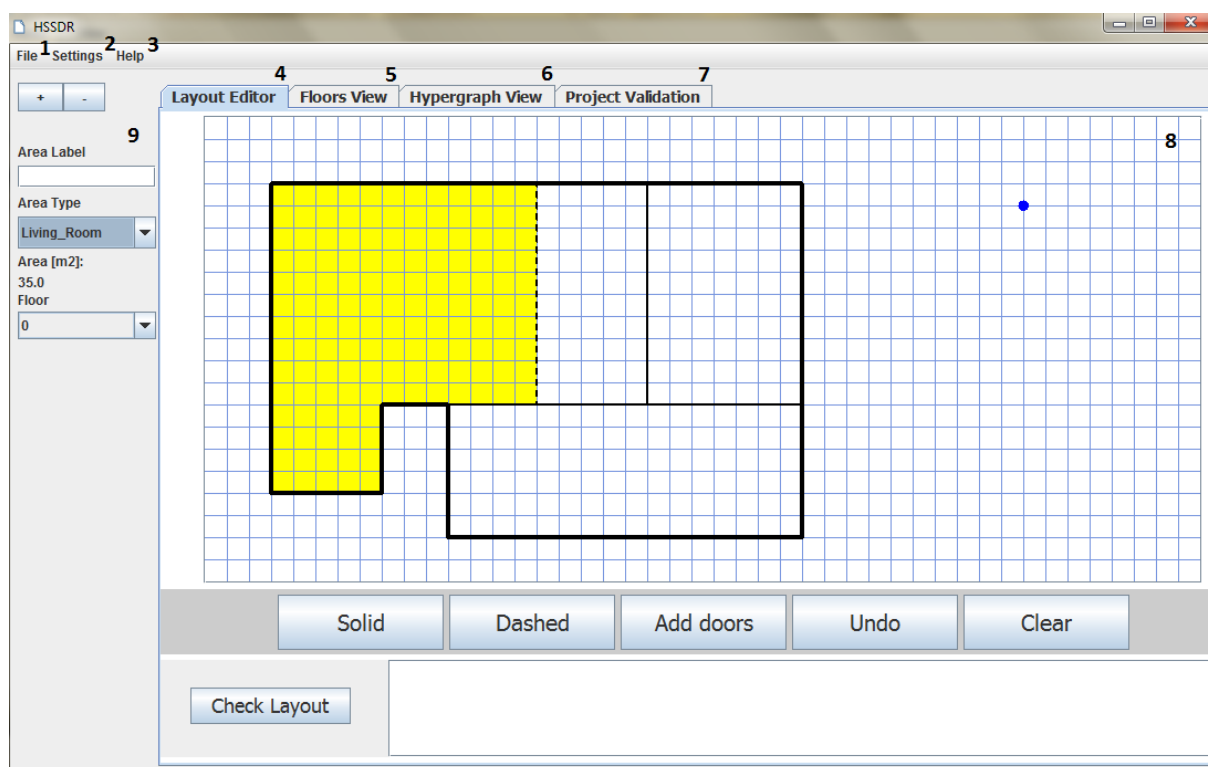 HSSDR
File 1 Settings 2 Help 3
4 5 6 7
+ -
Layout Editor Floors View Hypergraph View Project Validation
9 8
Area Label
Area Type
Living_Room
Area [m2]:
35.0
Floor
0
Solid Dashed Add doors Undo Clear
Check Layout